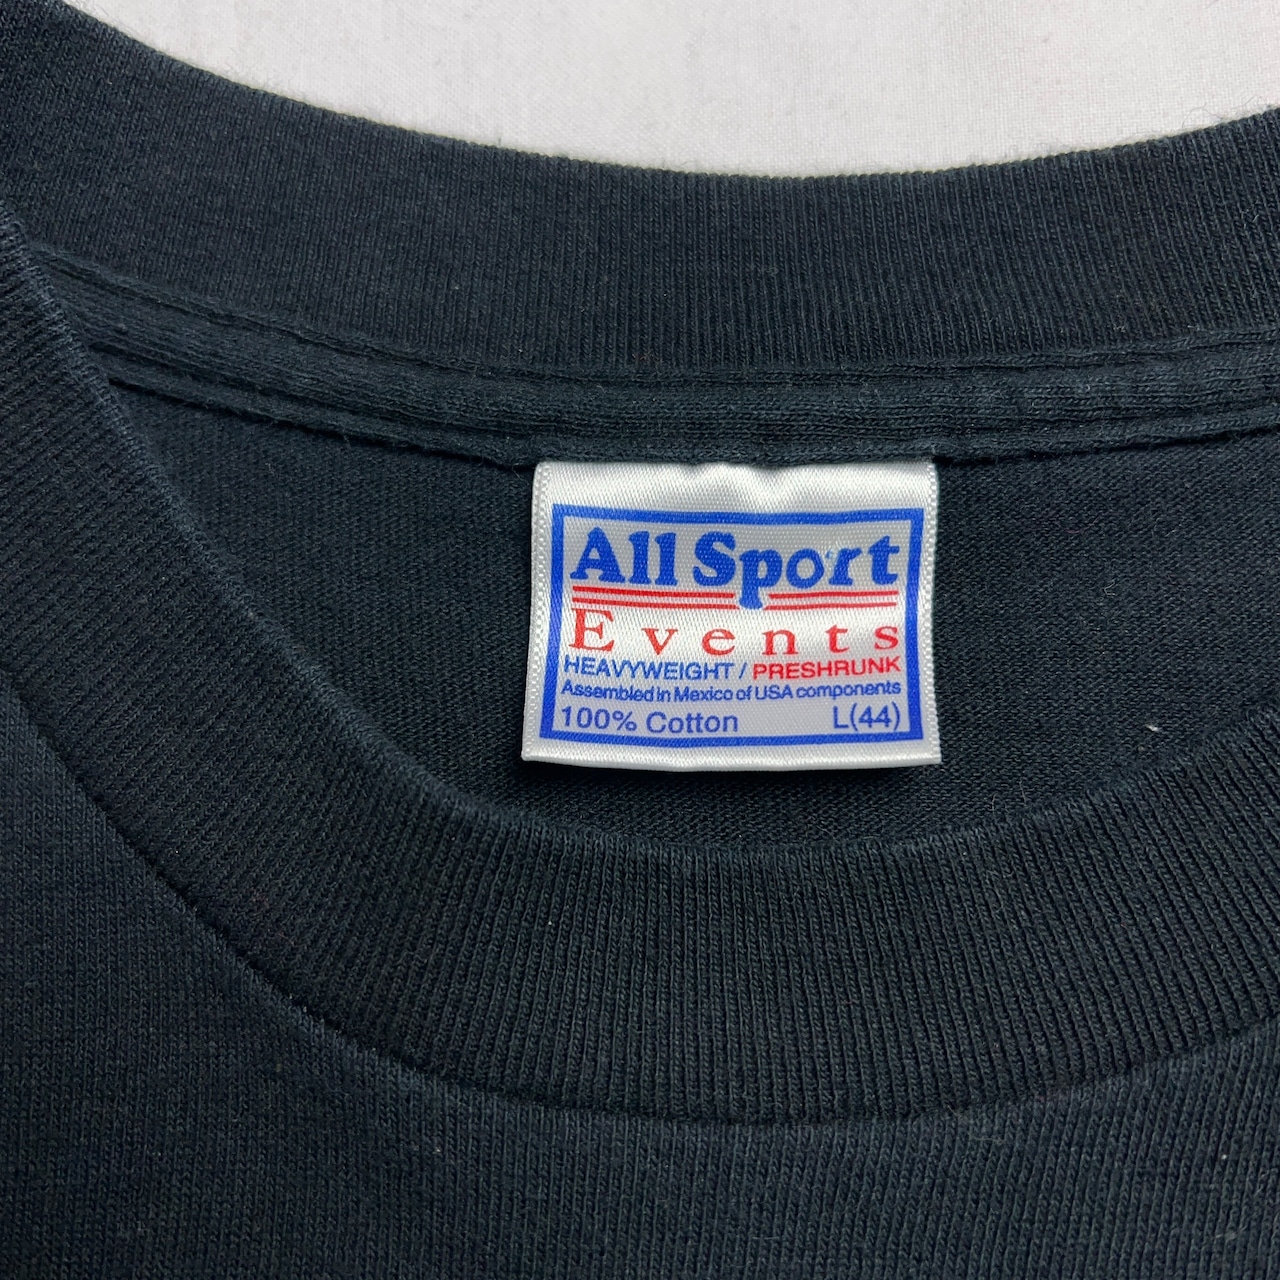 All Sport
Events
HEAVYWEIGHT / PRESHRUNK
Assembled in Mexico of USA components
100% Cotton L(44)